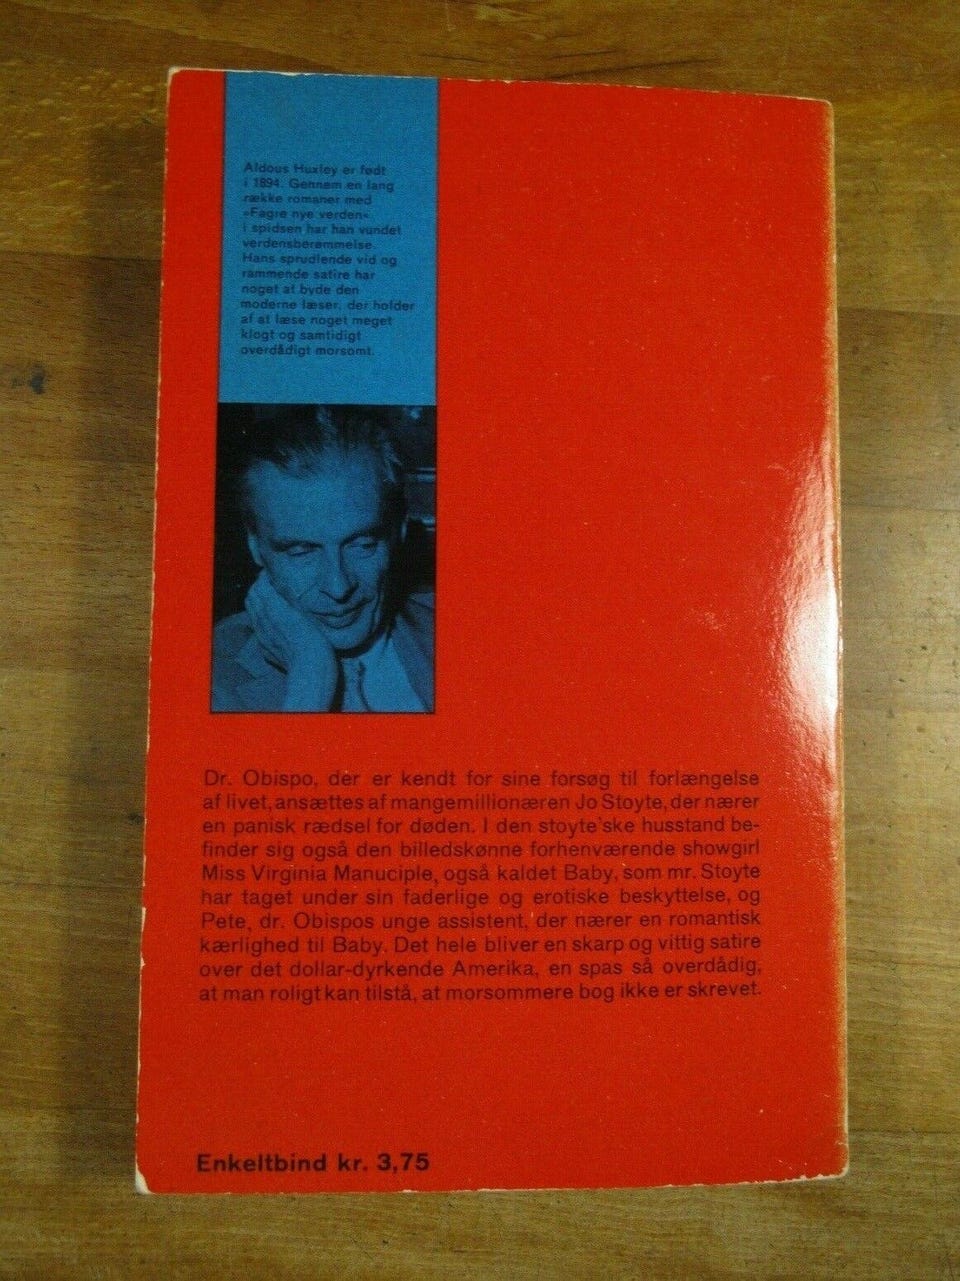 Aldous Huxley er født
i 1894. Gennem en lang
række romaner med
»Fagre nye verden«
i spidsen har han vundet
verdensberømmelse.
Hans sprudlende vid og
rammende satire har
noget at byde den
moderne læser, der holder
af at læse noget meget
klogt og samtidigt
overdådigt morsomt.
Dr. Obispo, der er kendt for sine forsøg til forlængelse
af livet, ansættes af mangemillionæren Jo Stoyte, der nærer
en panisk rædsel for døden. I den stoyte'ske husstand be-
finder sig også den billedskønne forhenværende showgirl
Miss Virginia Manuciple, også kaldet Baby, som mr. Stoyte
har taget under sin faderlige og erotiske beskyttelse, og
Pete, dr. Obispos unge assistent, der nærer en romantisk
kærlighed til Baby. Det hele bliver en skarp og vittig satire
over det dollar-dyrkende Amerika, en spas så overdådig,
at man roligt kan tilstå, at morsommere bog ikke er skrevet.
Enkeltbind kr. 3,75